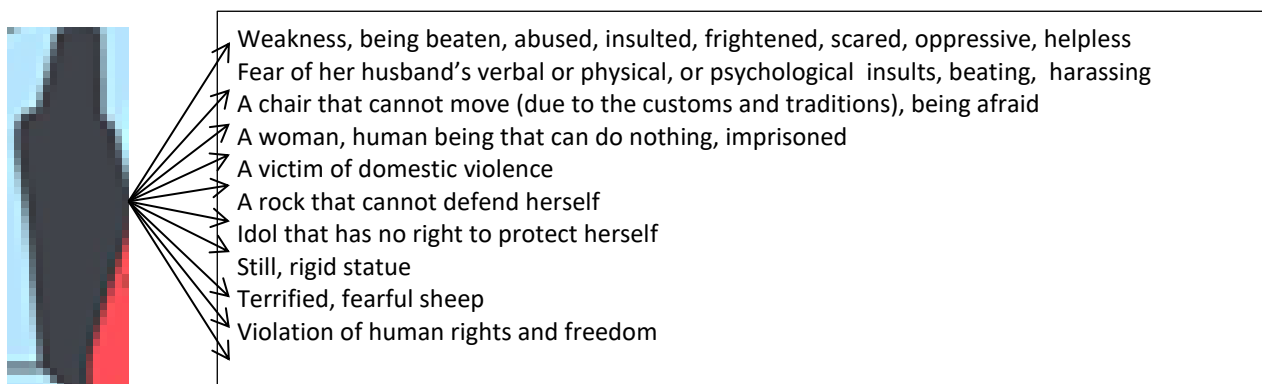 Weakness, being beaten, abused, insulted, frightened, scared, oppressive, helpless
Fear of her husband’s verbal or physical, or psychological insults, beating, harassing
A chair that cannot move (due to the customs and traditions), being afraid
A woman, human being that can do nothing, imprisoned
A victim of domestic violence
A rock that cannot defend herself
Idol that has no right to protect herself
Still, rigid statue
Terrified, fearful sheep
Violation of human rights and freedom